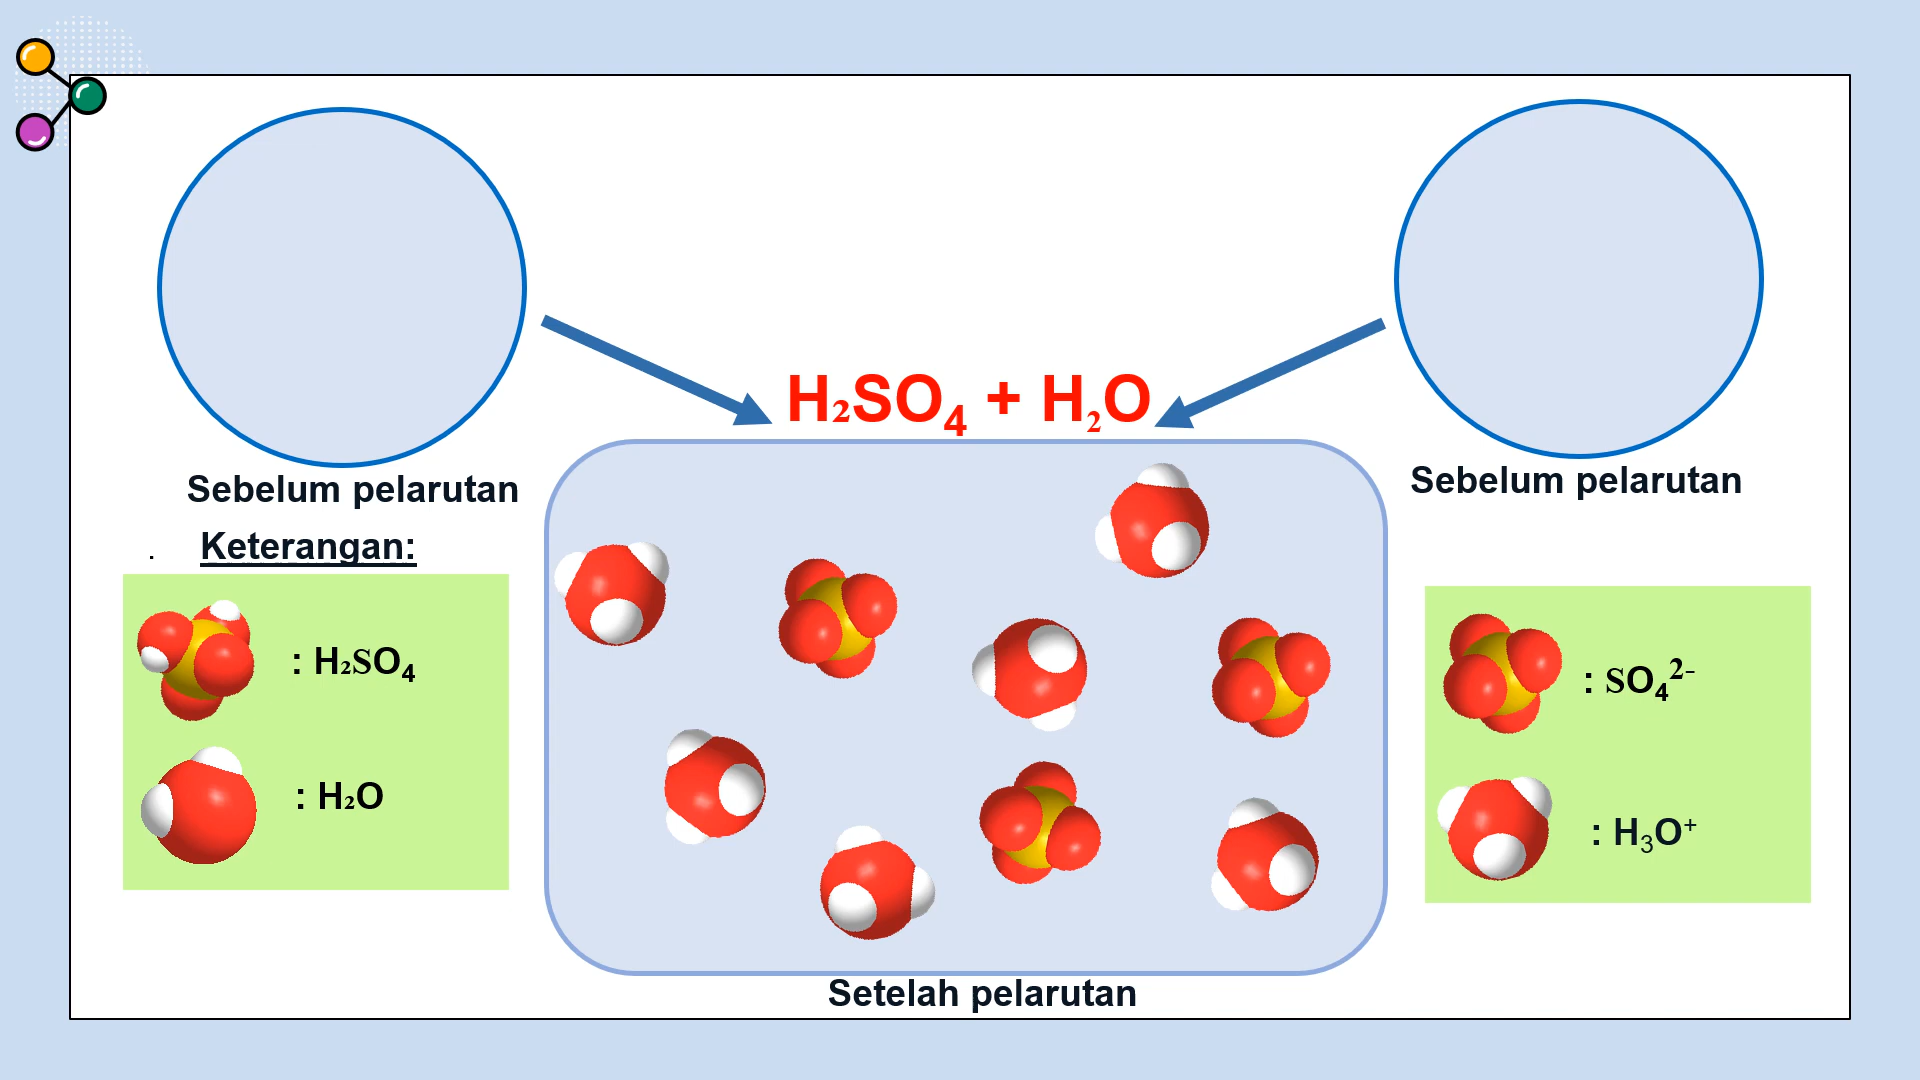 H₂SO₄ + H₂O
Sebelum pelarutan
Sebelum pelarutan
. Keterangan:
: H₂SO₄
: H₂O
: SO₄²⁻
: H₃O⁺
Setelah pelarutan